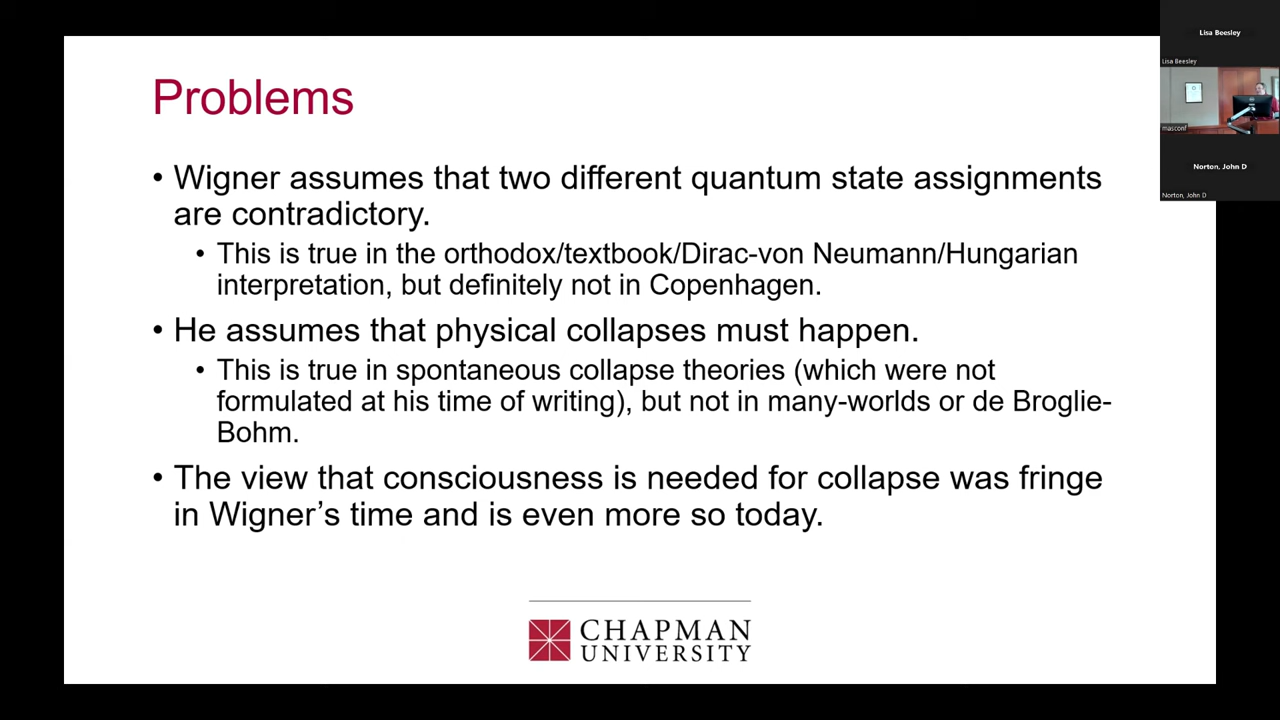 Problems
• Wigner assumes that two different quantum state assignments
are contradictory.
• This is true in the orthodox/textbook/Dirac-von Neumann/Hungarian
interpretation, but definitely not in Copenhagen.
• He assumes that physical collapses must happen.
• This is true in spontaneous collapse theories (which were not
formulated at his time of writing), but not in many-worlds or de Broglie-
Bohm.
• The view that consciousness is needed for collapse was fringe
in Wigner's time and is even more so today.
CHAPMAN
UNIVERSITY
Lisa Beesley
Lisa Beesley
masconf
Norton, John D
Norton, John D